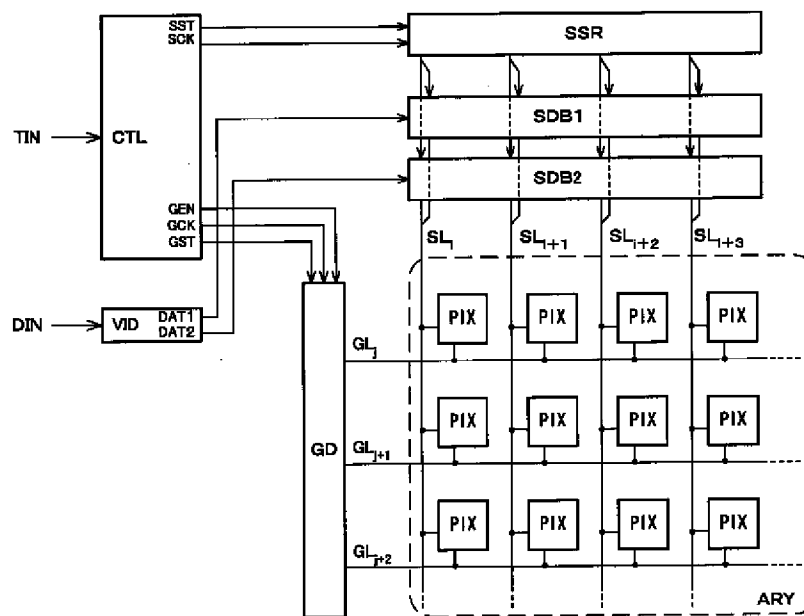 SST
SCK
SSR
TIN
CTL
SDB1
SDB2
GEN
GCK
GST
SLi
SLi+1
SLi+2
SLi+3
DIN
VID
DAT1
DAT2
PIX PIX PIX PIX
GLj
PIX PIX PIX PIX
GD
GLj+1
PIX PIX PIX PIX
GLj+2
ARY